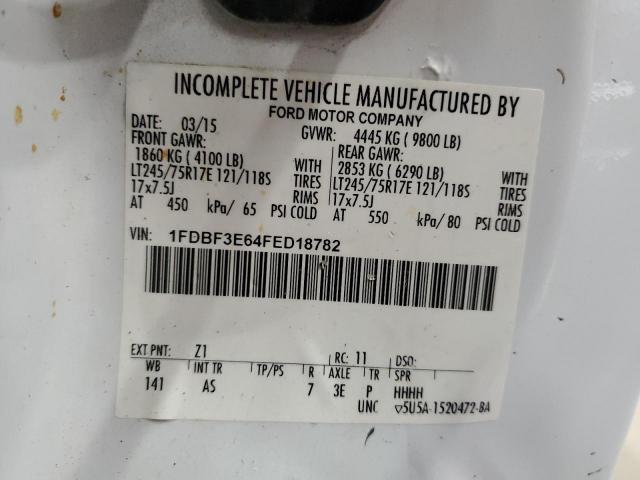 INCOMPLETE VEHICLE MANUFACTURED BY
FORD MOTOR COMPANY
DATE: 03/15 GVWR: 4445 KG ( 9800 LB)
FRONT GAWR: REAR GAWR:
1860 KG ( 4100 LB) WITH 2853 KG ( 6290 LB) WITH
LT245/75R17E 121/118S TIRES LT245/75R17E 121/118S TIRES
17x7.5J RIMS 17x7.5J RIMS
AT 450 kPa/ 65 PSI COLD AT 550 kPa/ 80 PSI COLD
VIN: 1FDBF3E64FED18782
EXT PNT: Z1 RC: 11 DSO:
WB INT TR TP/PS R AXLE TR SPR
141 AS 7 3E P HHHH
UNC ▽5U5A-1520472-BA